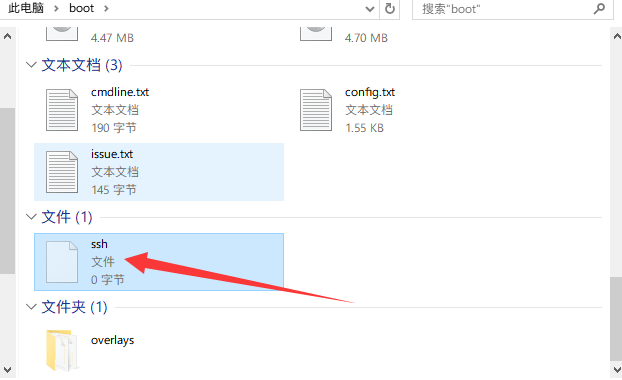 此电脑 > boot >
搜索"boot"
4.47 MB
4.70 MB
文本文档 (3)
cmdline.txt
文本文档
190 字节
config.txt
文本文档
1.55 KB
issue.txt
文本文档
145 字节
文件 (1)
ssh
文件
0 字节
文件夹 (1)
overlays